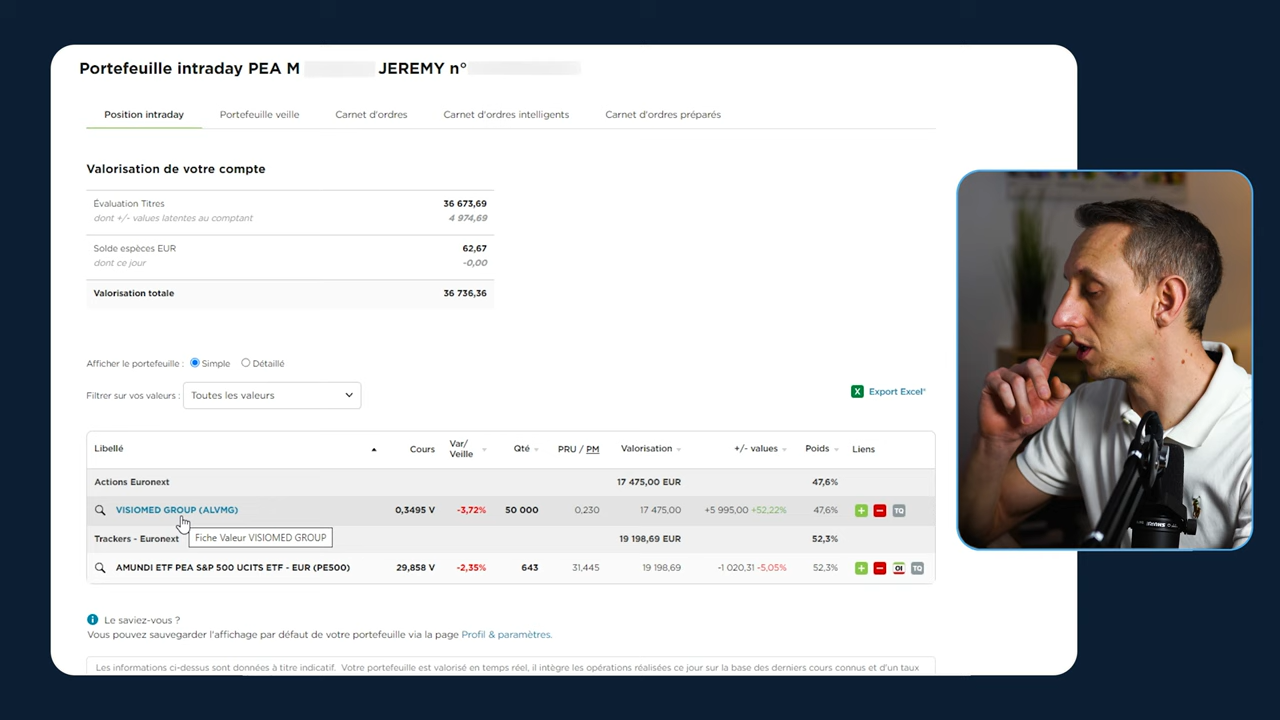 Portefeuille intraday PEA M JEREMY n°
Position intraday Portefeuille veille Carnet d'ordres Carnet d'ordres intelligents Carnet d'ordres préparés
Valorisation de votre compte
Évaluation Titres 36 673,69
dont +/- values latentes au comptant 4 974,69
Solde espèces EUR 62,67
dont ce jour -0,00
Valorisation totale 36 736,36
Afficher le portefeuille : Simple Détaillé
Filtrer sur vos valeurs : Toutes les valeurs
X Export Excel*
Libellé Cours Var/ Veille Qté PRU / PM Valorisation +/- values Poids Liens
Actions Euronext 17 475,00 EUR 47,6%
VISIOMED GROUP (ALVMG) 0,3495 V -3,72% 50 000 0,230 17 475,00 +5 995,00 +52,22% 47,6% + - TQ
Trackers - Euronext 19 198,69 EUR 52,3%
Fiche Valeur VISIOMED GROUP
AMUNDI ETF PEA S&P 500 UCITS ETF - EUR (PE500) 29,858 V -2,35% 643 31,445 19 198,69 -1 020,31 -5,05% 52,3% + - OI TQ
i Le saviez-vous ?
Vous pouvez sauvegarder l'affichage par défaut de votre portefeuille via la page Profil & paramètres.
Les informations ci-dessus sont données à titre indicatif. Votre portefeuille est valorisé en temps réel, il intègre les opérations réalisées ce jour sur la base des derniers cours connus et d'un taux
SHURE